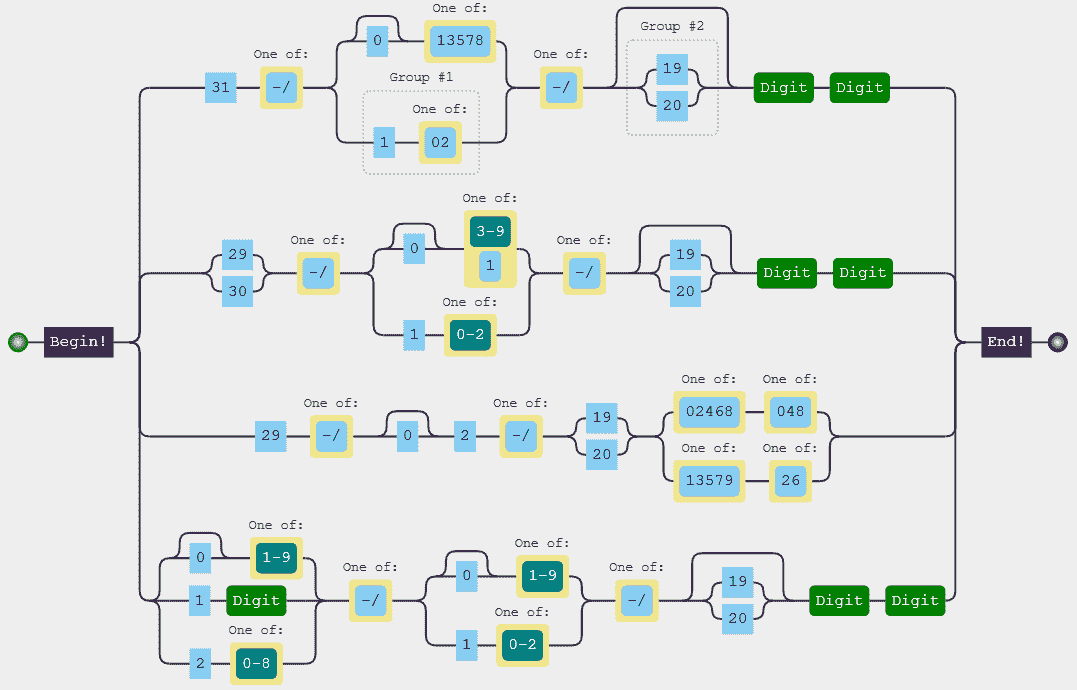 One of:
0 13578
One of:
31 -/
Group #1
One of:
1 02
One of:
-/
Group #2
19
20
Digit Digit
29
30
One of:
-/
One of:
0 3-9
1
One of:
1 0-2
One of:
-/
19
20
Digit Digit
Begin!
End!
29
One of:
-/
0 2
One of:
-/
19
20
One of: One of:
02468 048
One of: One of:
13579 26
One of:
0 1-9
1 Digit
One of:
2 0-8
One of:
-/
One of:
0 1-9
One of:
1 0-2
One of:
-/
19
20
Digit Digit